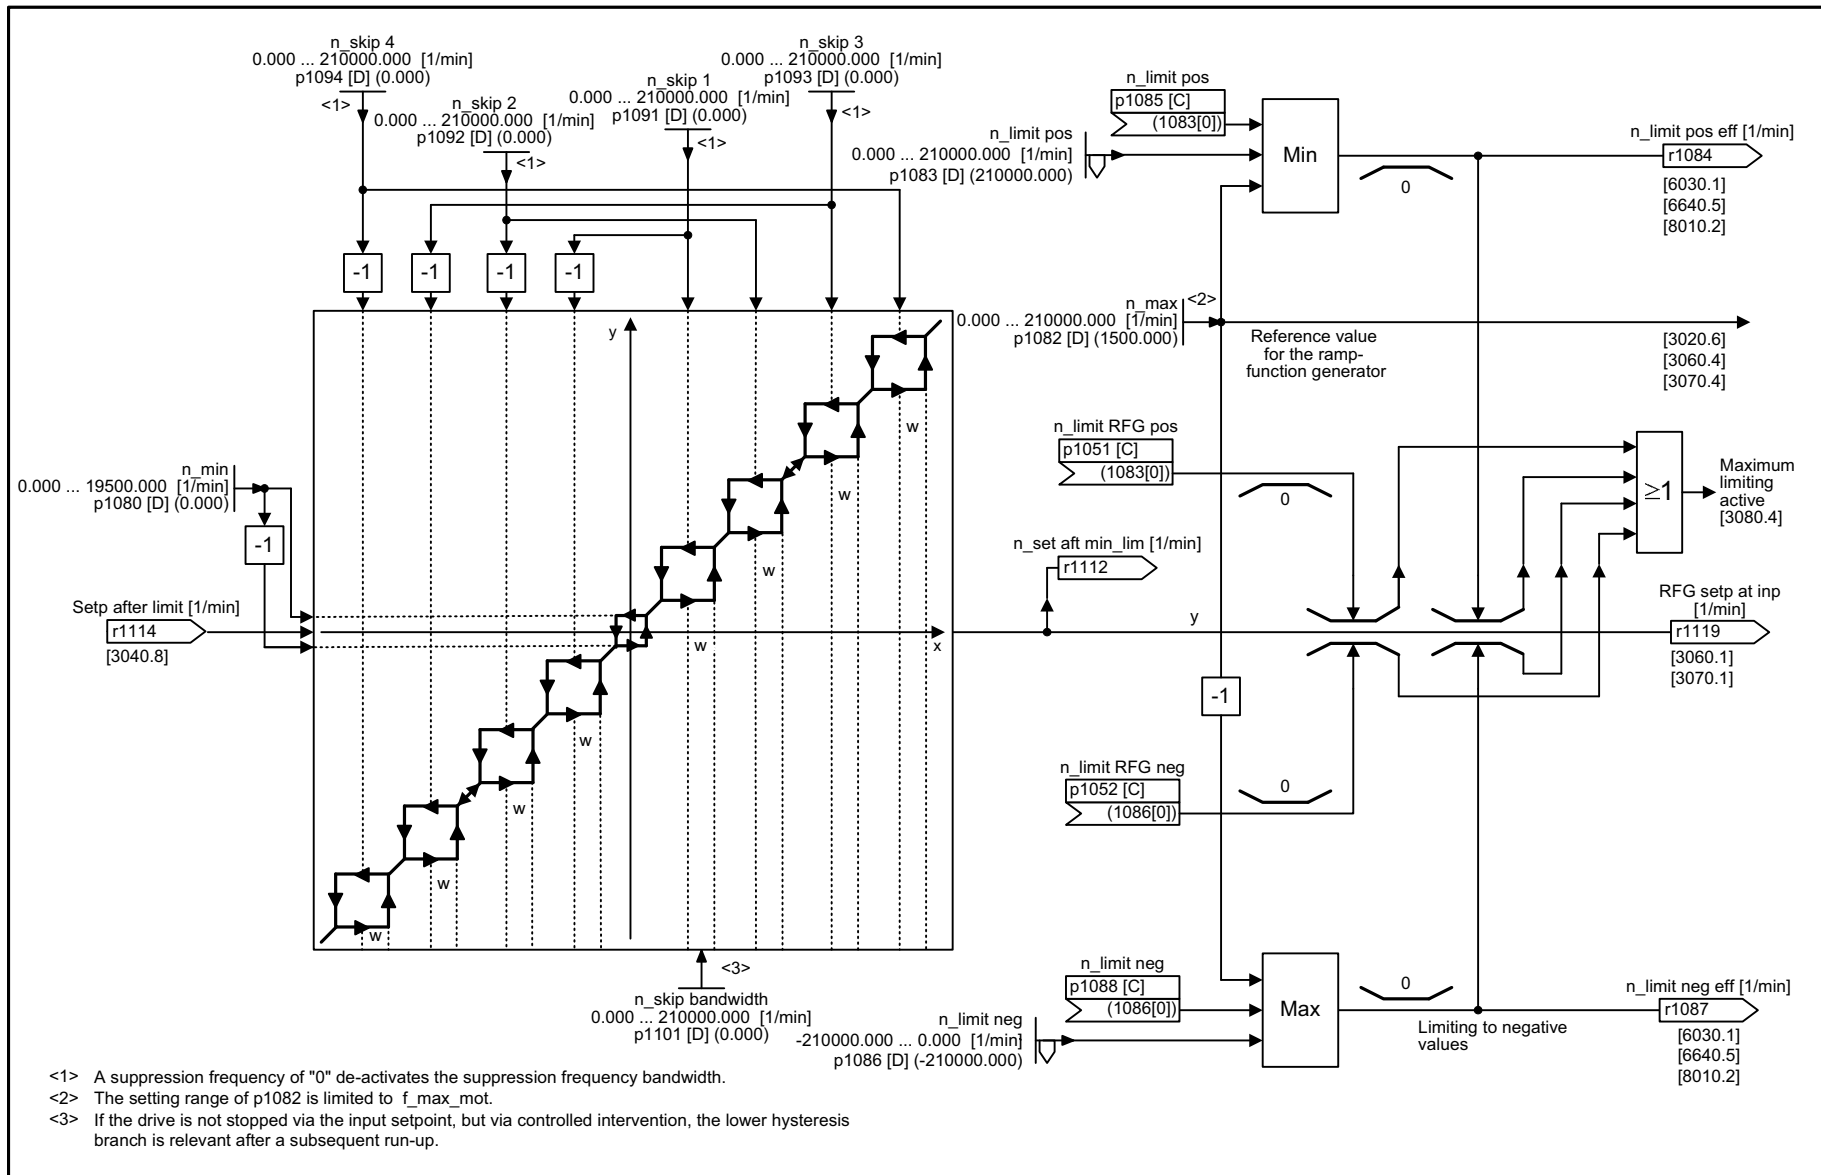 n_skip 4
0.000 ... 210000.000 [1/min]
p1094 [D] (0.000)
<1>
n_skip 2
0.000 ... 210000.000 [1/min]
p1092 [D] (0.000)
<1>
n_skip 1
0.000 ... 210000.000 [1/min]
p1091 [D] (0.000)
<1>
n_skip 3
0.000 ... 210000.000 [1/min]
p1093 [D] (0.000)
<1>
-1
-1
-1
-1
n_limit pos
p1085 [C]
(1083[0])
n_limit pos
0.000 ... 210000.000 [1/min]
p1083 [D] (210000.000)
Min
0
n_limit pos eff [1/min]
r1084
[6030.1]
[6640.5]
[8010.2]
n_max
0.000 ... 210000.000 [1/min]
p1082 [D] (1500.000)
<2>
Reference value
for the ramp-
function generator
[3020.6]
[3060.4]
[3070.4]
y
x
w
w
w
w
w
w
w
w
n_min
0.000 ... 19500.000 [1/min]
p1080 [D] (0.000)
-1
Setp after limit [1/min]
r1114
[3040.8]
n_limit RFG pos
p1051 [C]
(1083[0])
0
≥1
Maximum
limiting
active
[3080.4]
n_set aft min_lim [1/min]
r1112
y
RFG setp at inp
[1/min]
r1119
[3060.1]
[3070.1]
-1
n_limit RFG neg
p1052 [C]
(1086[0])
0
<3>
n_skip bandwidth
0.000 ... 210000.000 [1/min]
p1101 [D] (0.000)
n_limit neg
p1088 [C]
(1086[0])
n_limit neg
-210000.000 ... 0.000 [1/min]
p1086 [D] (-210000.000)
Max
0
Limiting to negative
values
n_limit neg eff [1/min]
r1087
[6030.1]
[6640.5]
[8010.2]
<1> A suppression frequency of "0" de-activates the suppression frequency bandwidth.
<2> The setting range of p1082 is limited to f_max_mot.
<3> If the drive is not stopped via the input setpoint, but via controlled intervention, the lower hysteresis
branch is relevant after a subsequent run-up.